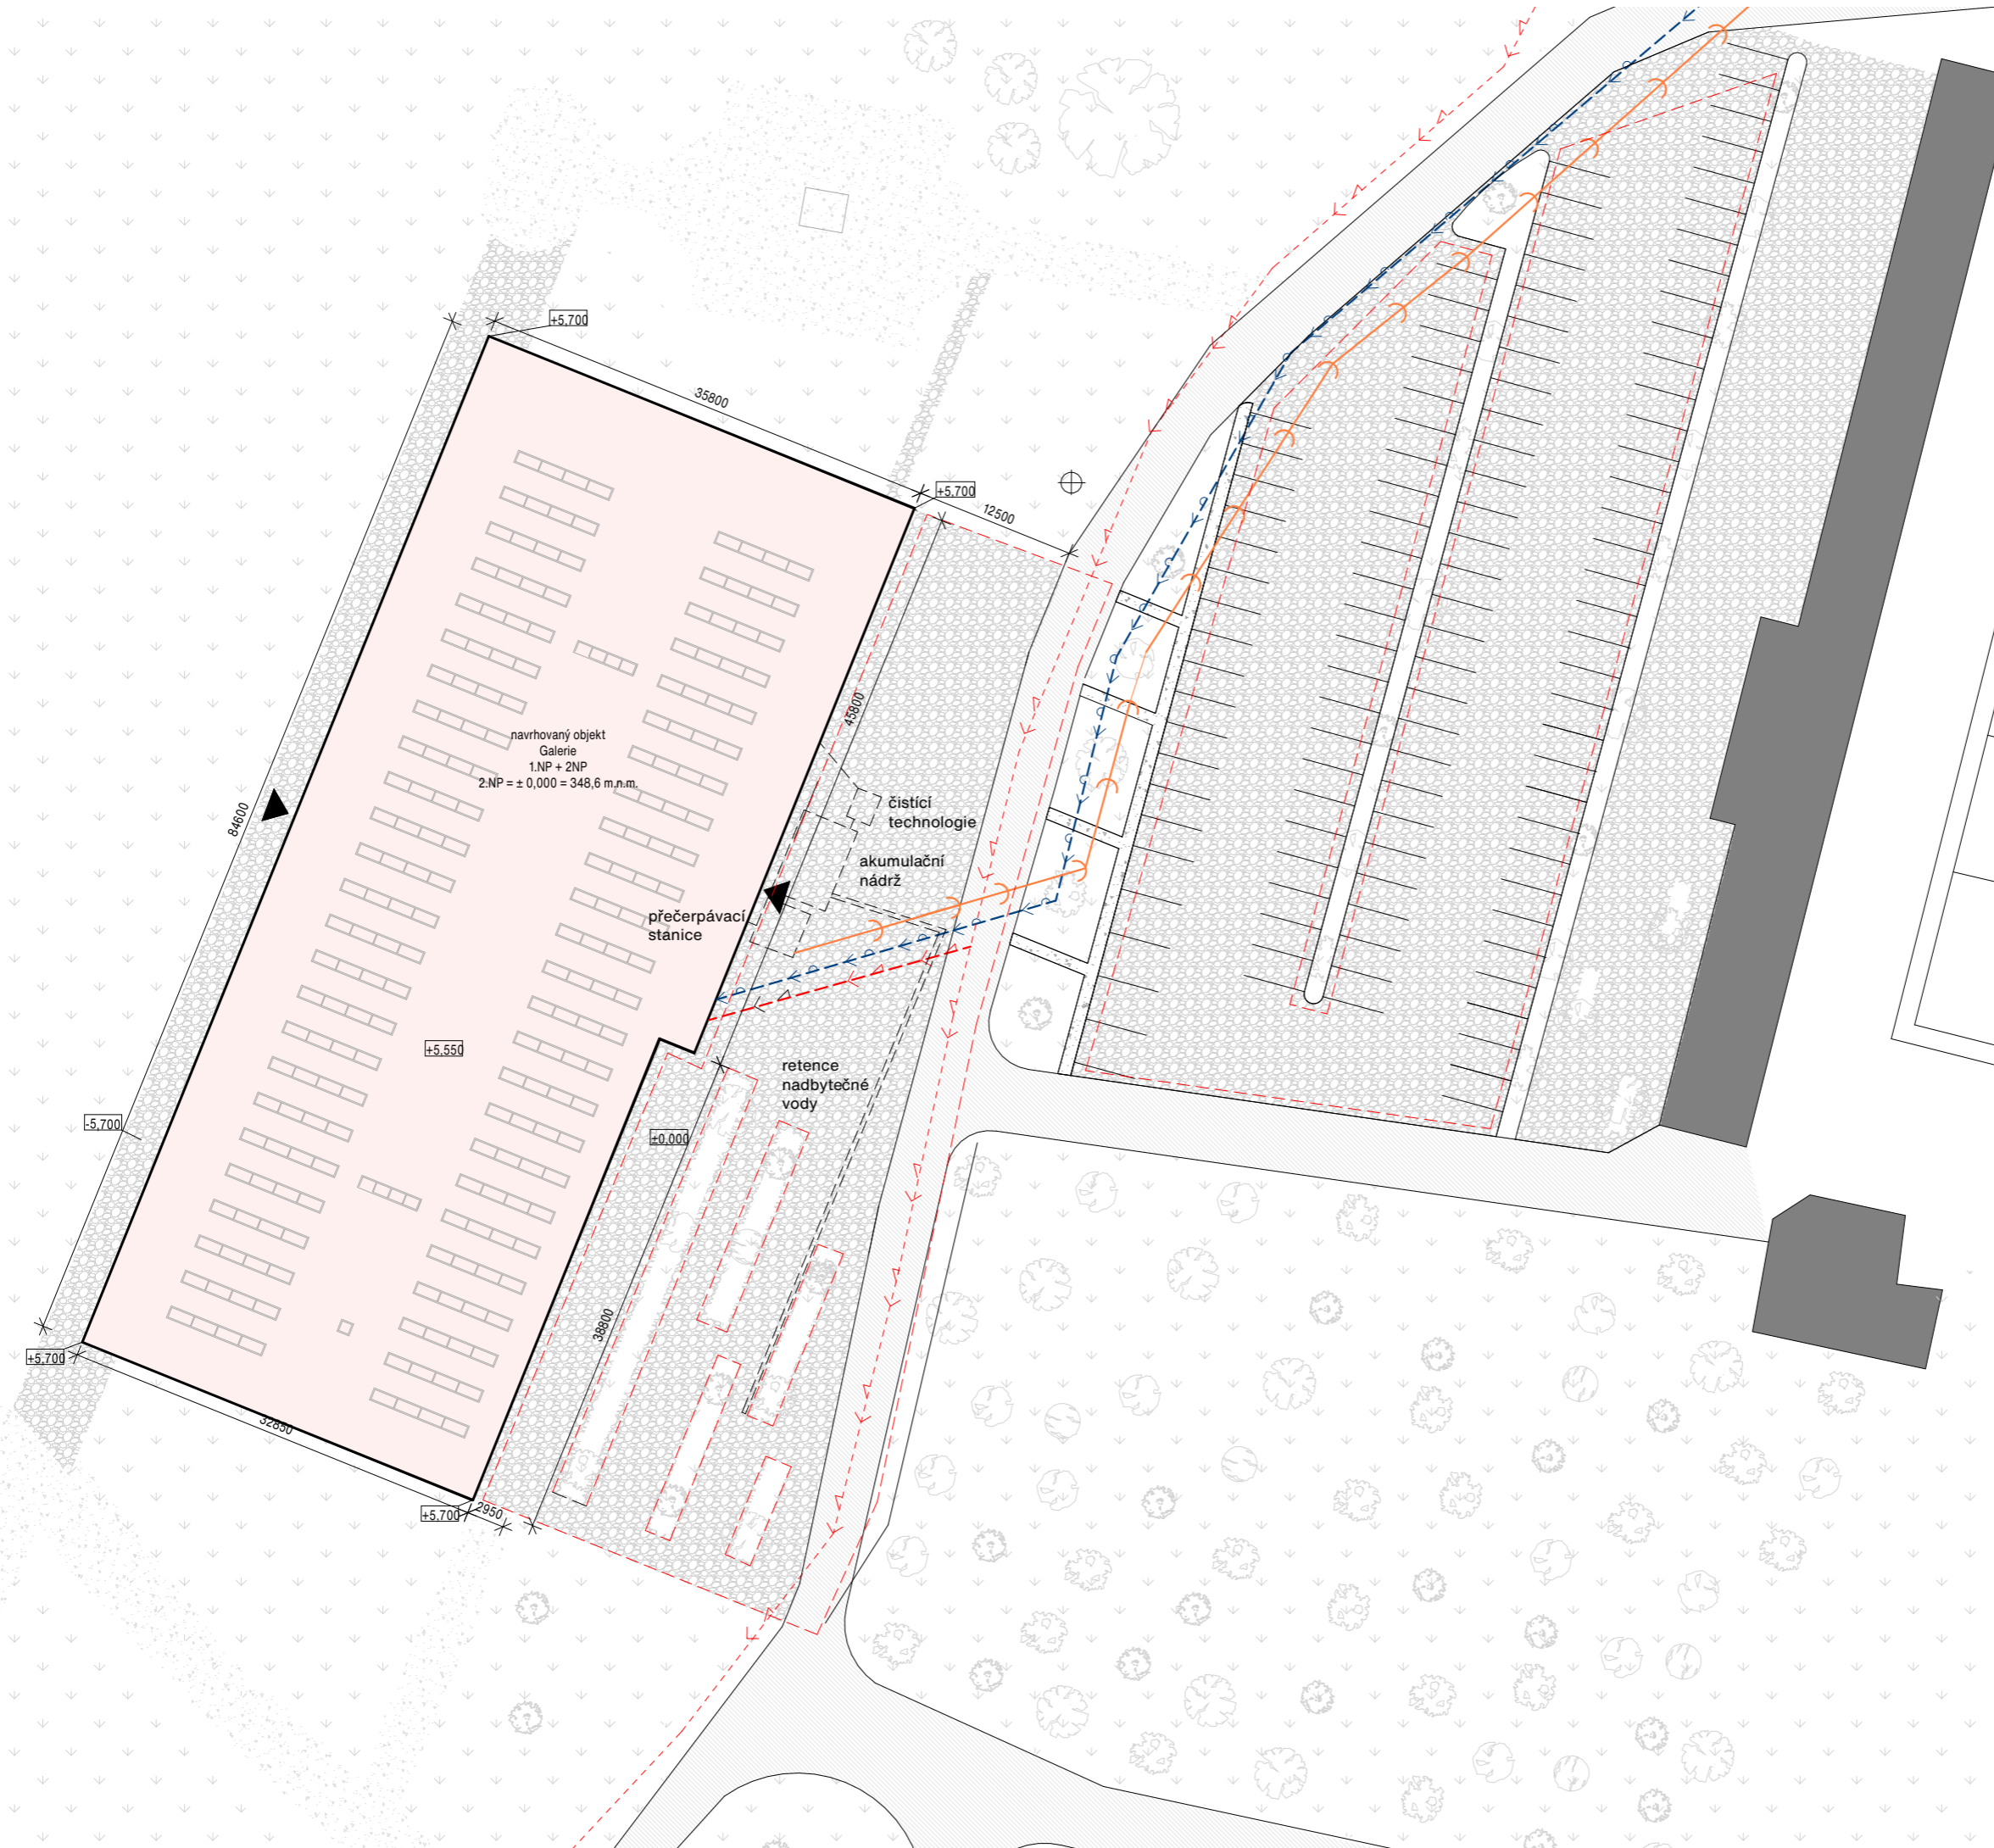 +5,700
35800
+5,700
12500
45800
navrhovaný objekt
Galerie
1.NP + 2NP
2.NP = ± 0,000 = 348,6 m.n.m.
84600
čistící
technologie
akumulační
nádrž
přečerpávací
stanice
+5,550
retence
nadbytečné
vody
-5,700
±0,000
38800
+5,700
32850
+5,700
2950